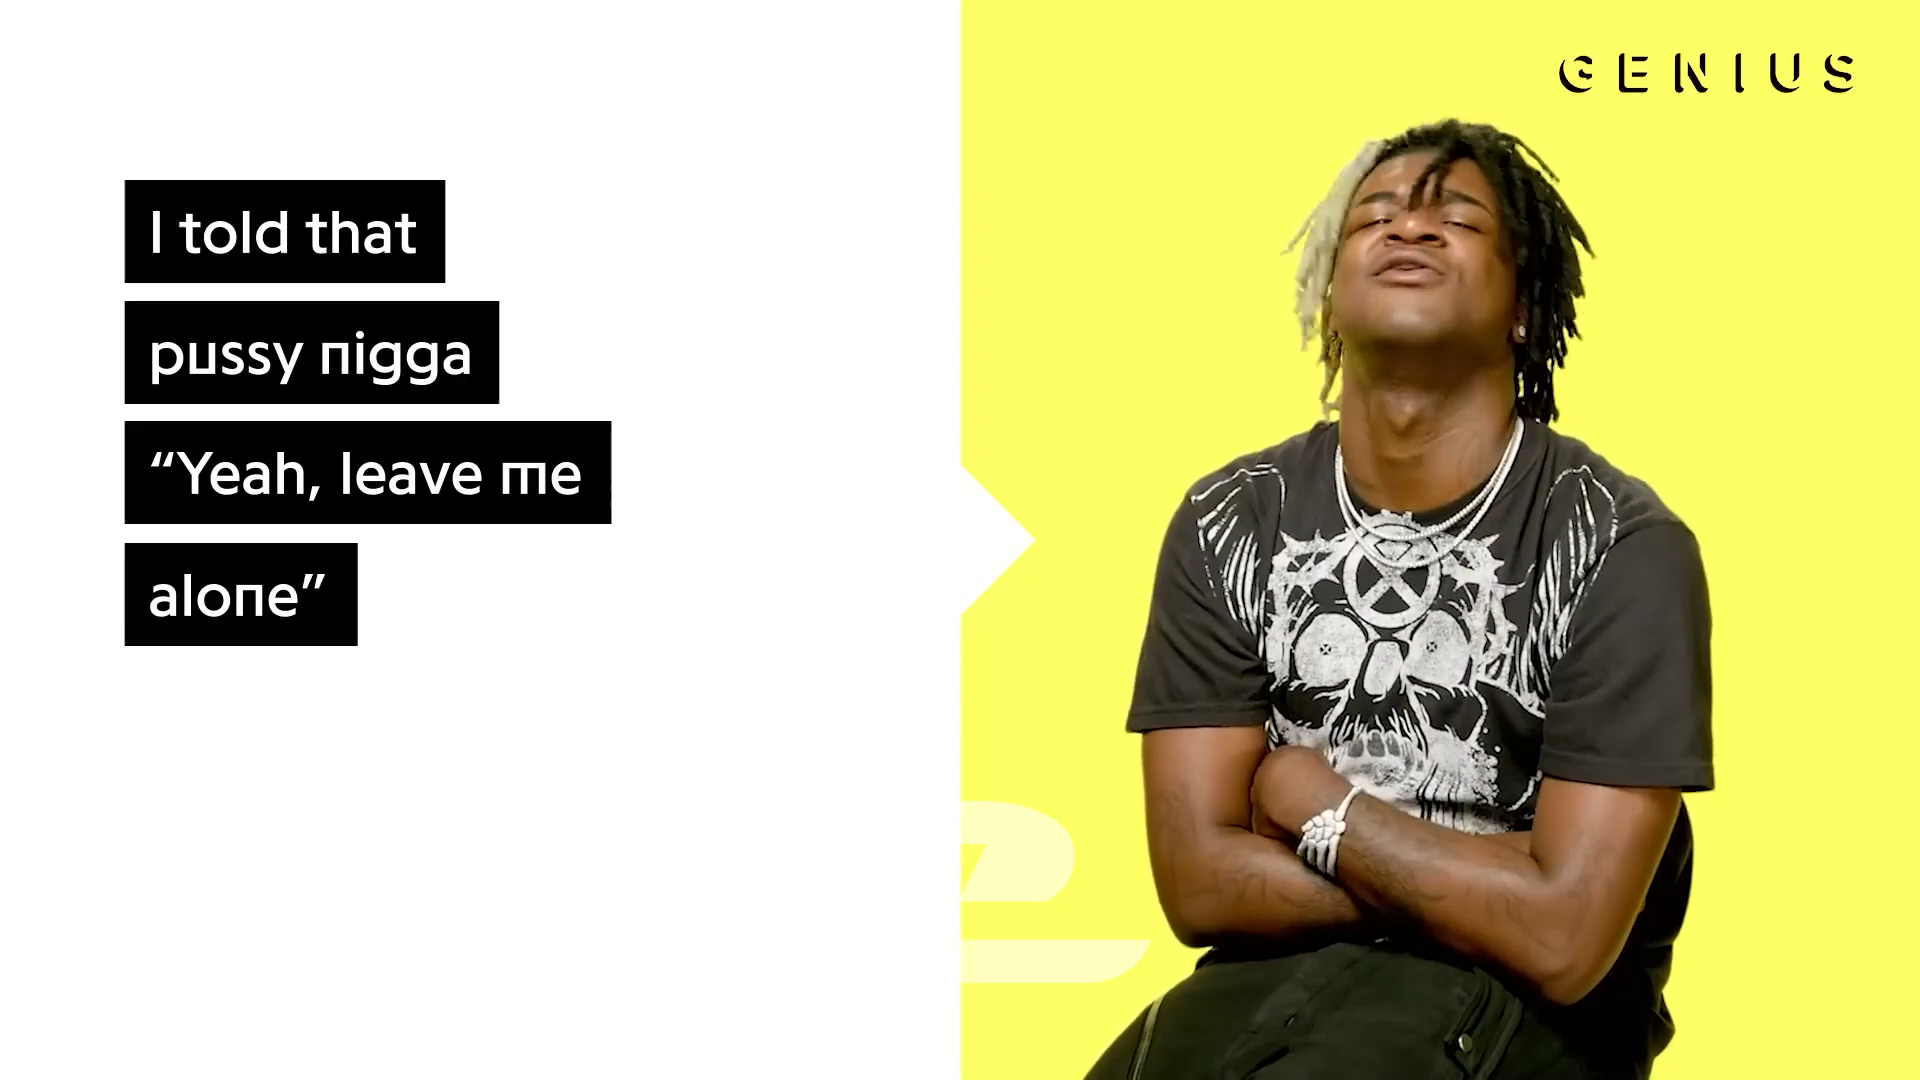 GENIUS
I told that
pussy nigga
“Yeah, leave me
alone”